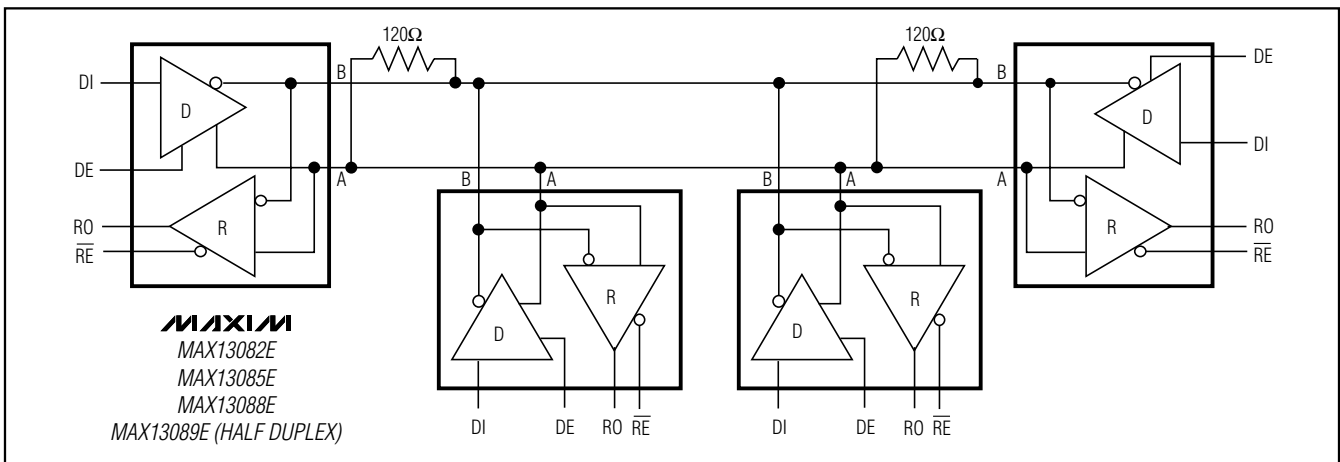 120Ω
120Ω
DI
B
D
DE
A
RO
R
RE
B
DE
D
DI
A
R
RO
RE
B
A
D
R
DI
DE
RO
RE
B
A
D
R
DI
DE
RO
RE
MAXIM
MAX13082E
MAX13085E
MAX13088E
MAX13089E (HALF DUPLEX)